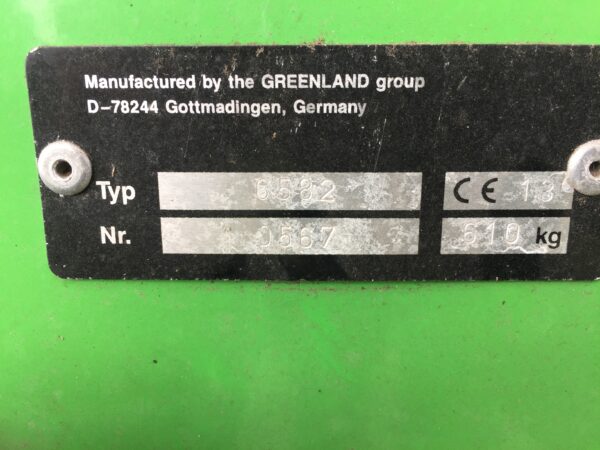 Manufactured by the GREENLAND group
D-78244 Gottmadingen, Germany
Typ 6582 CE 13
Nr. 0567 610 kg